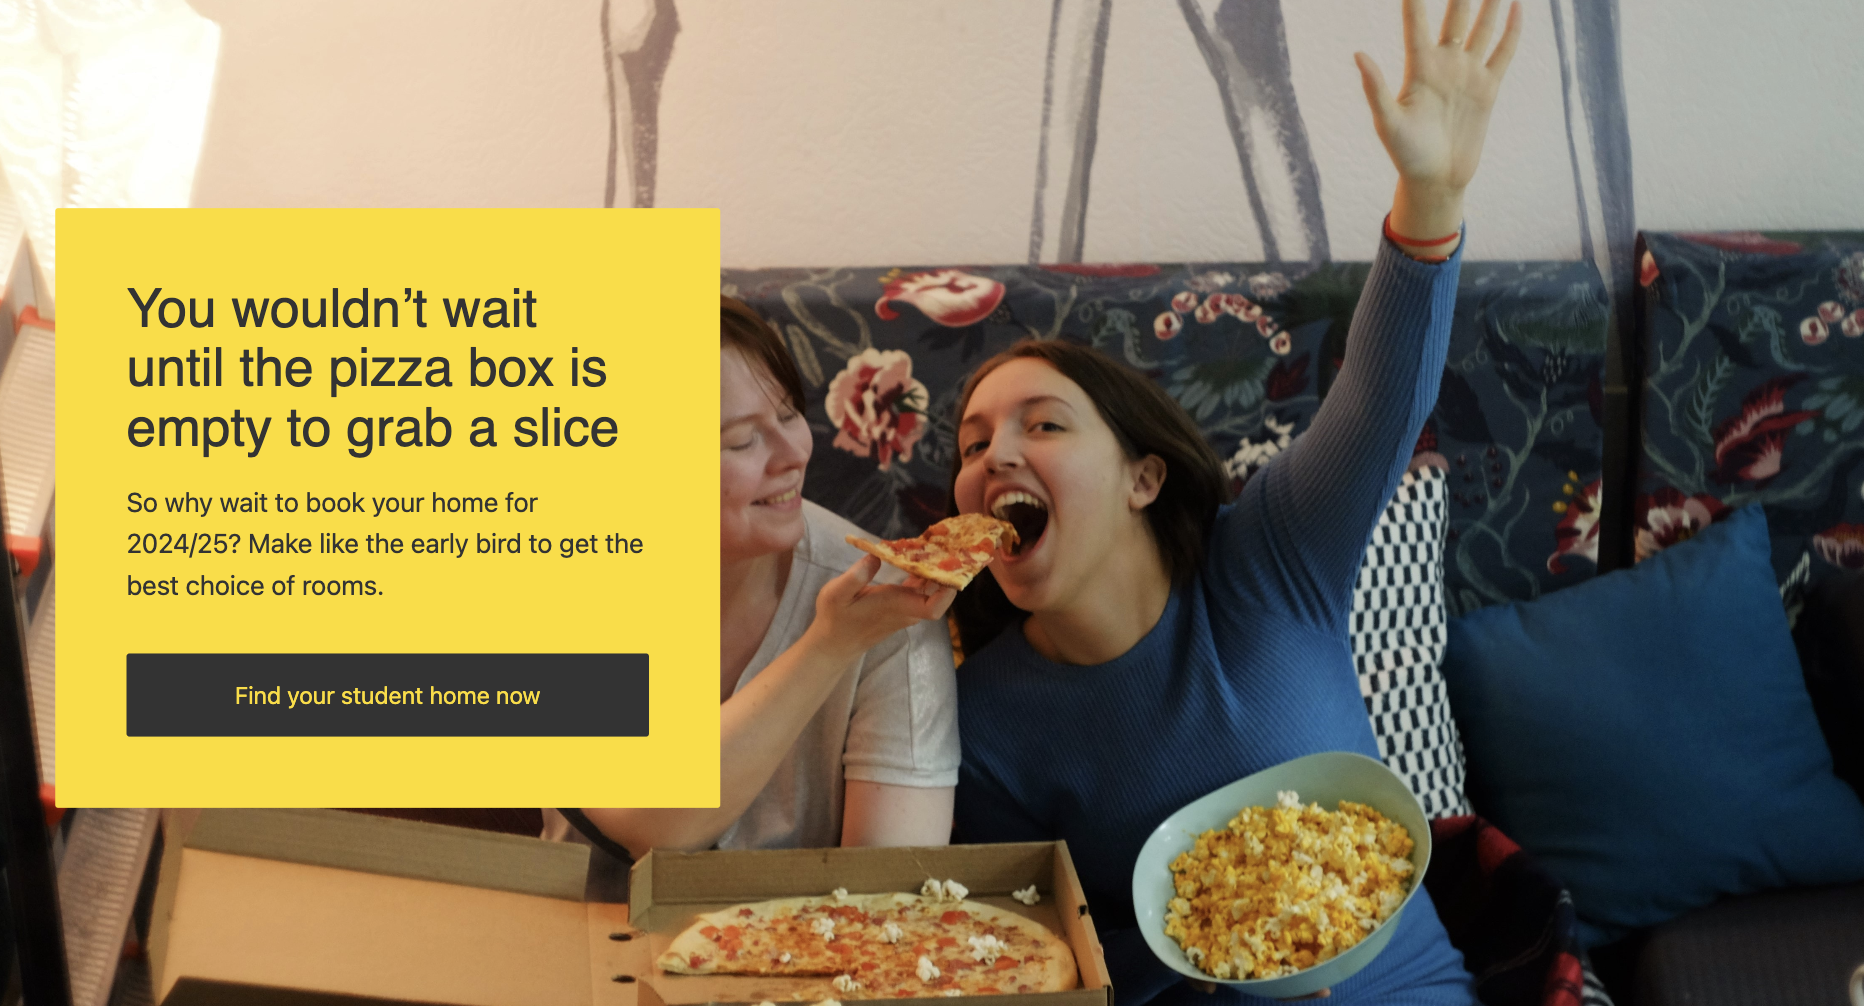 You wouldn’t wait
until the pizza box is
empty to grab a slice
So why wait to book your home for
2024/25? Make like the early bird to get the
best choice of rooms.
Find your student home now